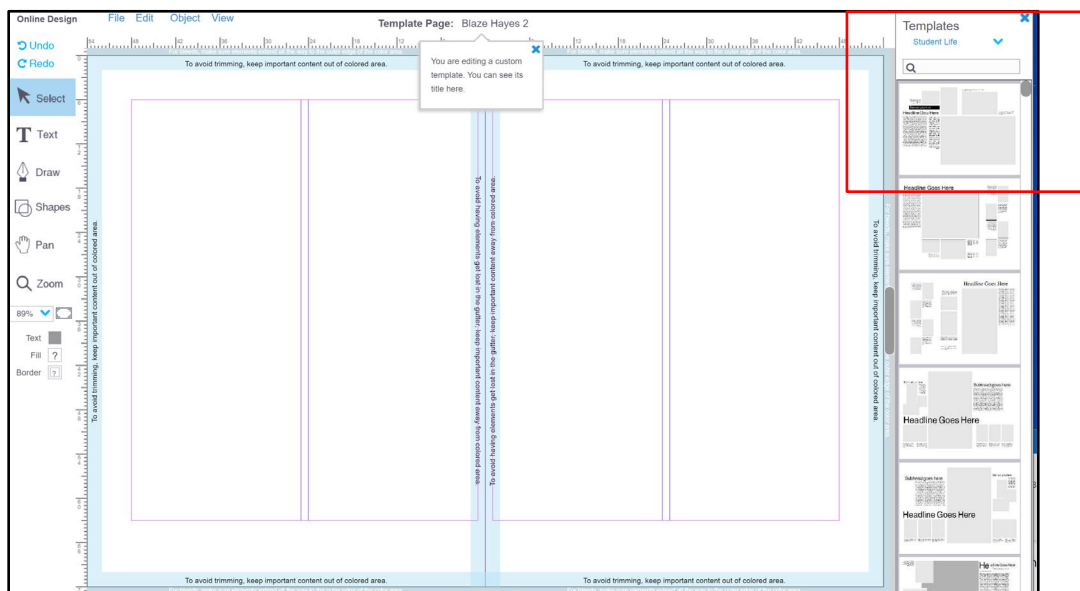 Online Design
File Edit Object View
Template Page: Blaze Hayes 2
Undo
Redo
Select
Text
Draw
Shapes
Pan
Zoom
89%
Text
Fill ?
Border ?
You are editing a custom
template. You can see its
title here.
To avoid trimming, keep important content out of colored area.
To avoid trimming, keep important content out of colored area.
To avoid trimming, keep important content out of colored area.
To avoid having elements get lost in the gutter, keep important content away from colored area.
To avoid having elements get lost in the gutter, keep important content away from colored area.
To avoid trimming, keep important content out of colored area.
To avoid trimming, keep important content out of colored area.
To avoid trimming, keep important content out of colored area.
Templates
Student Life
Headline Goes Here
Headline Goes Here
Headline Goes Here
Subhead goes here
Headline Goes Here
Subhead goes here
Headline Goes Here